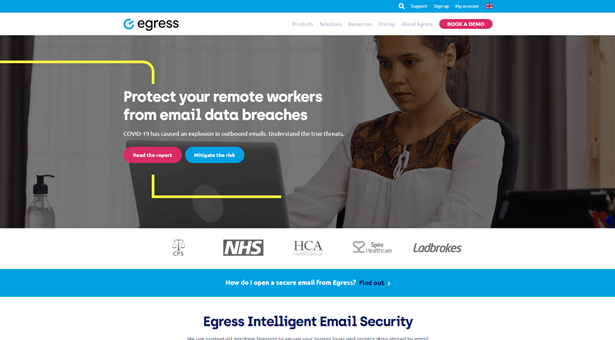 Support Sign up My account
egress
Products Solutions Resources Pricing About Egress BOOK A DEMO
Protect your remote workers
from email data breaches
COVID-19 has caused an explosion in outbound emails. Understand the true threats.
Read the report Mitigate the risk
CPS NHS HCA Healthcare UK Spire Healthcare Ladbrokes
How do I open a secure email from Egress? Find out
Egress Intelligent Email Security
We use contextual machine learning to secure your human layer and protect data shared by email